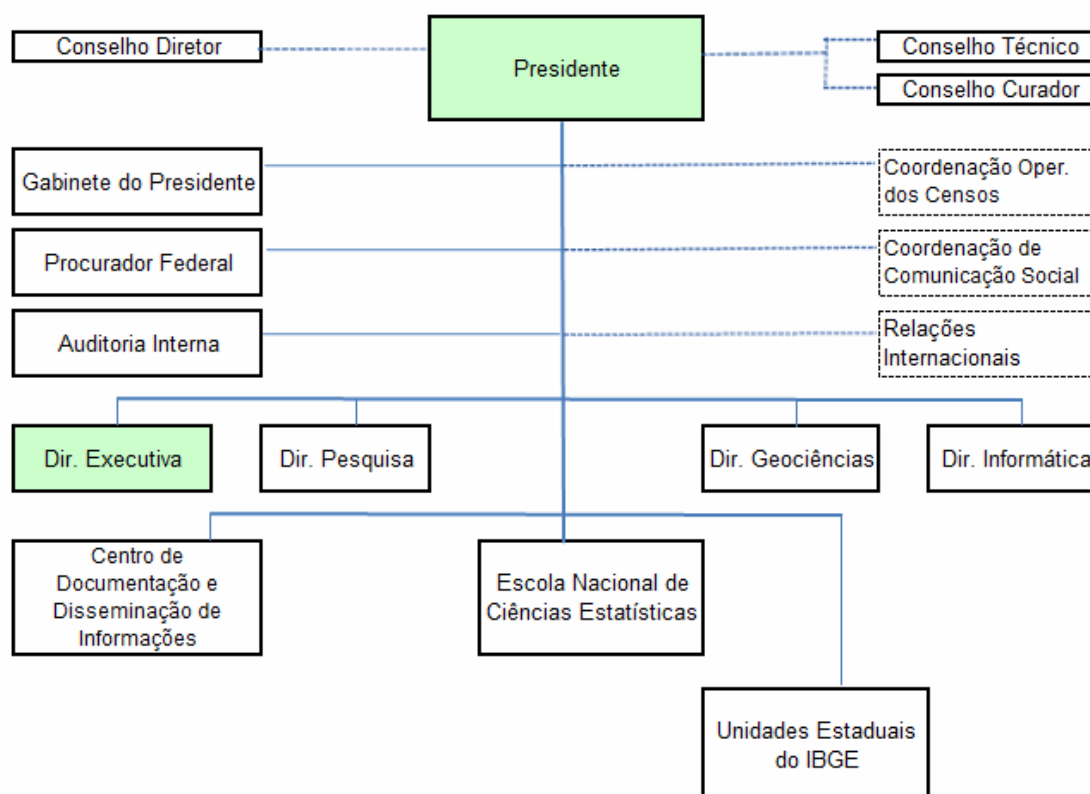 Conselho Diretor
Presidente
Conselho Técnico
Conselho Curador
Gabinete do Presidente
Coordenação Oper.
dos Censos
Procurador Federal
Coordenação de
Comunicação Social
Auditoria Interna
Relações
Internacionais
Dir. Executiva
Dir. Pesquisa
Dir. Geociências
Dir. Informática
Centro de
Documentação e
Disseminação de
Informações
Escola Nacional de
Ciências Estatísticas
Unidades Estaduais
do IBGE